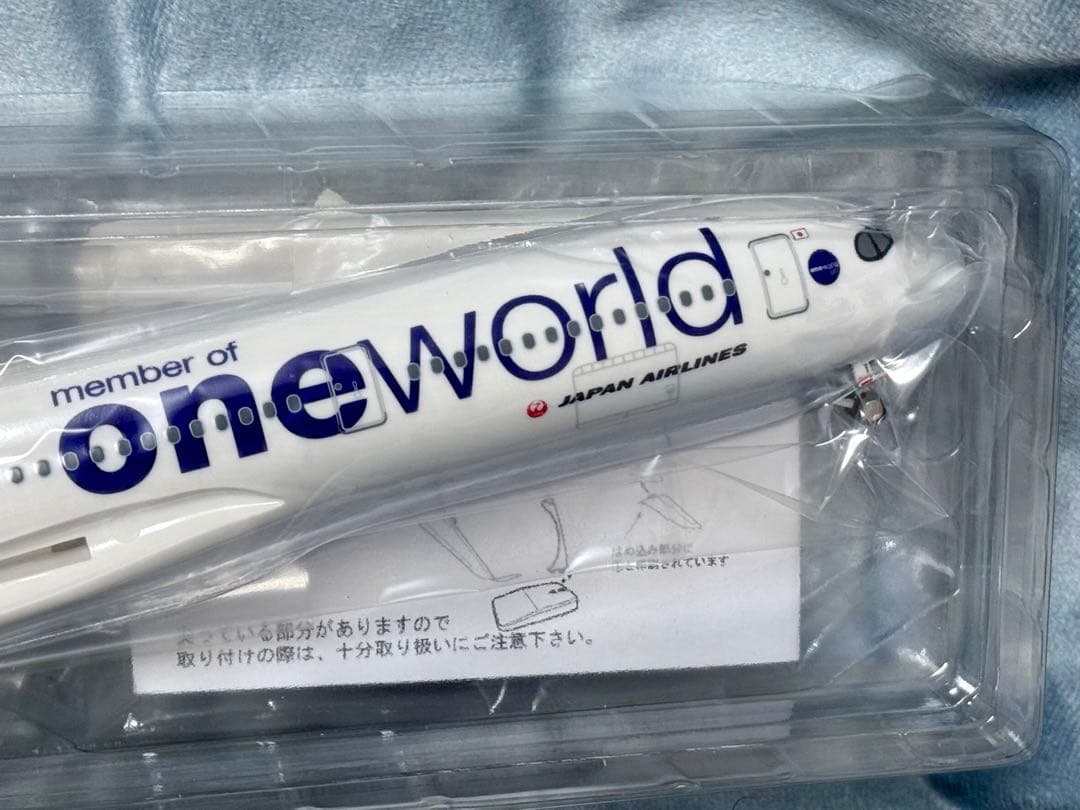 member of
oneworld
JAPAN AIRLINES
oneworld
はめ込み部分に
されています
ている部分がありますので
取り付けの際は、十分取り扱いにご注意下さい。